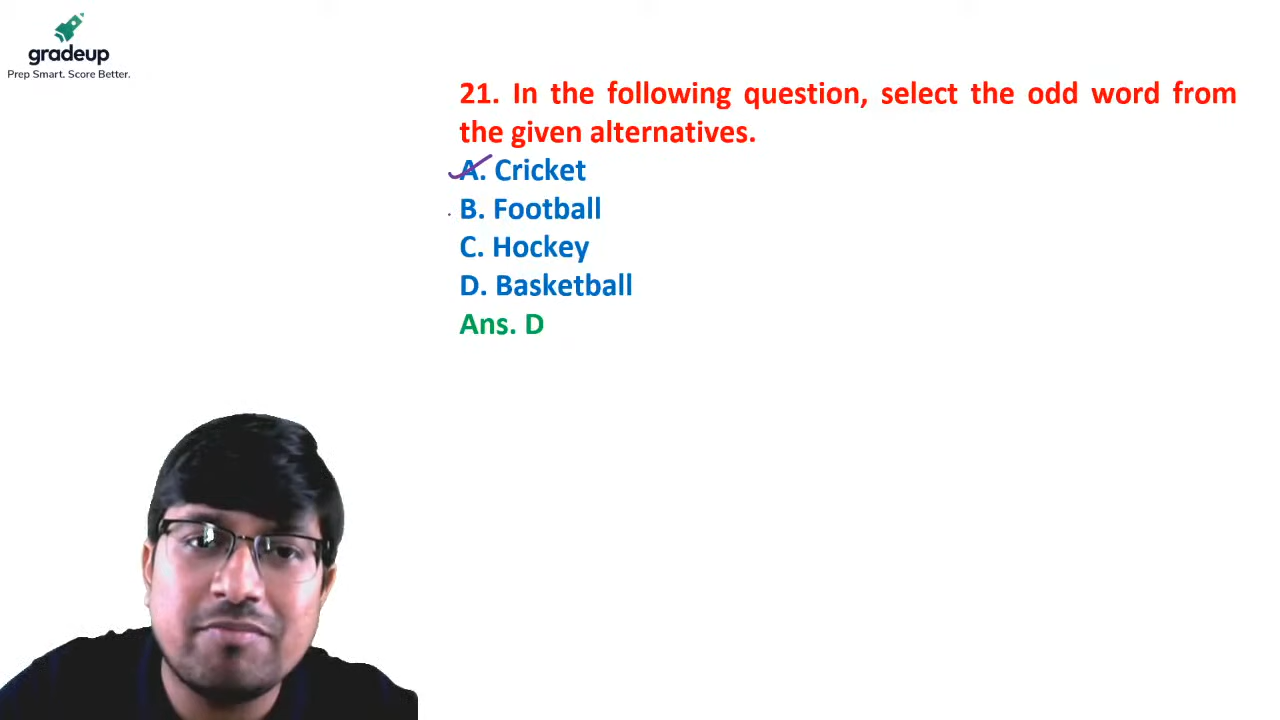 gradeup
Prep Smart. Score Better.
21. In the following question, select the odd word from
the given alternatives.
A. Cricket
B. Football
C. Hockey
D. Basketball
Ans. D